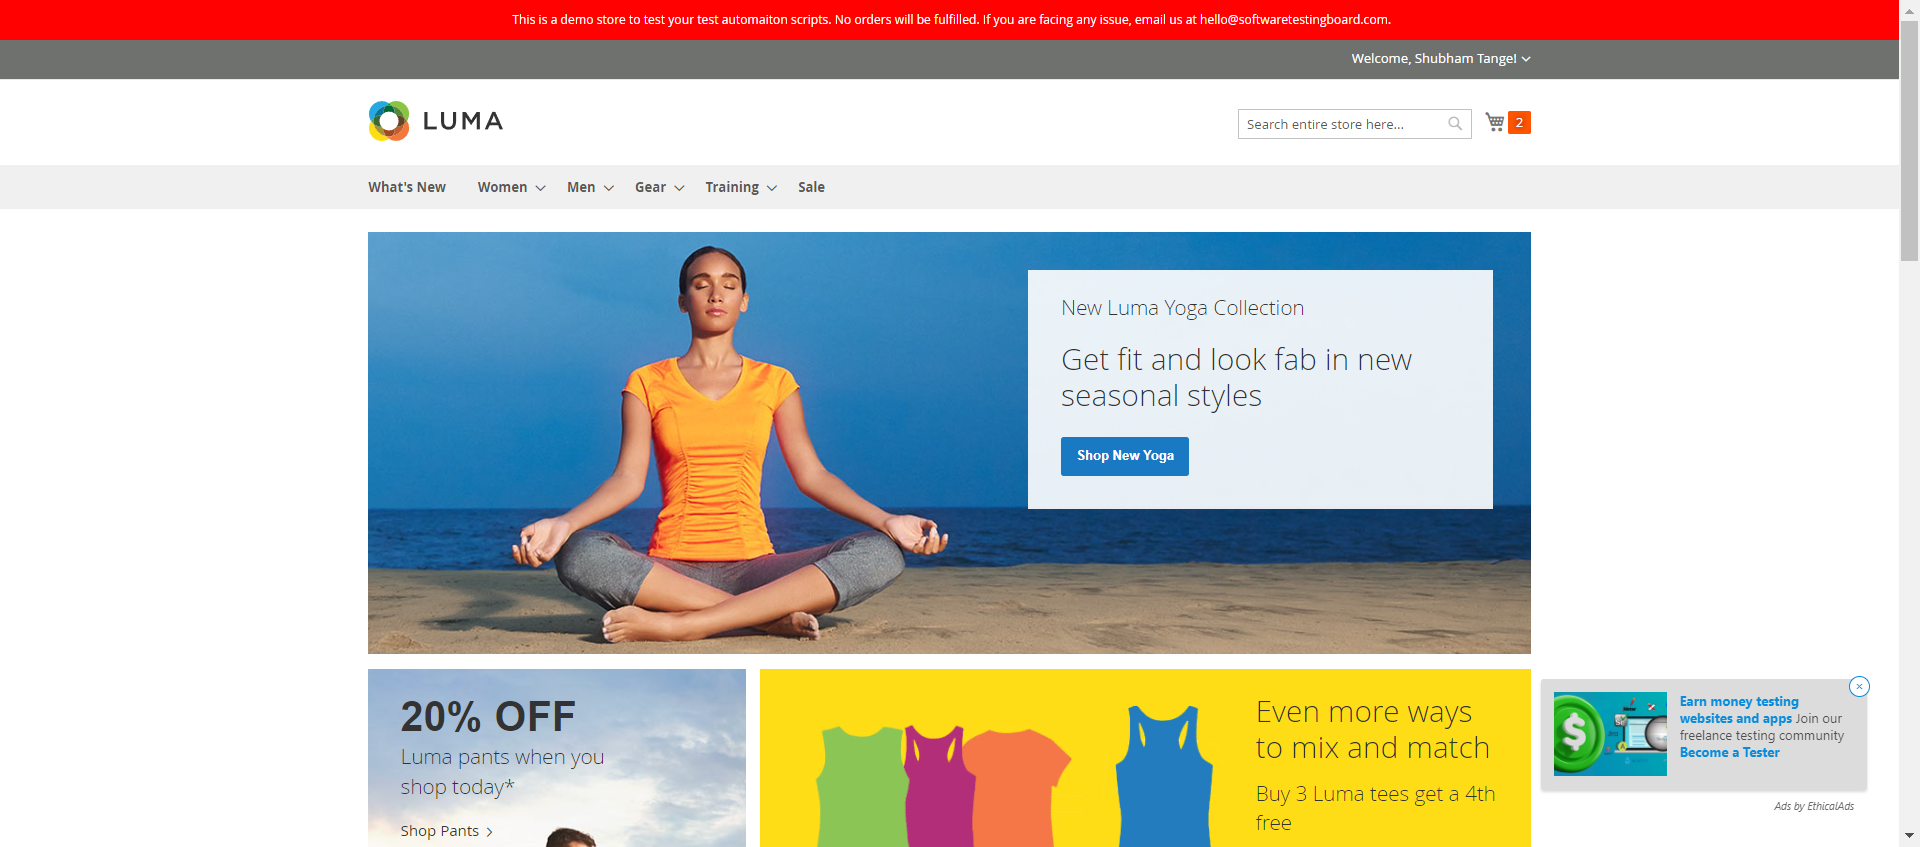 This is a demo store to test your test automaiton scripts. No orders will be fulfilled. If you are facing any issue, email us at hello@softwaretestingboard.com.
Welcome, Shubham Tange!
LUMA
Search entire store here...
2
What's New Women Men Gear Training Sale
New Luma Yoga Collection
Get fit and look fab in new
seasonal styles
Shop New Yoga
20% OFF
Luma pants when you
shop today*
Shop Pants
Even more ways
to mix and match
Buy 3 Luma tees get a 4th
free
Earn money testing
websites and apps Join our
freelance testing community
Become a Tester
Ads by EthicalAds